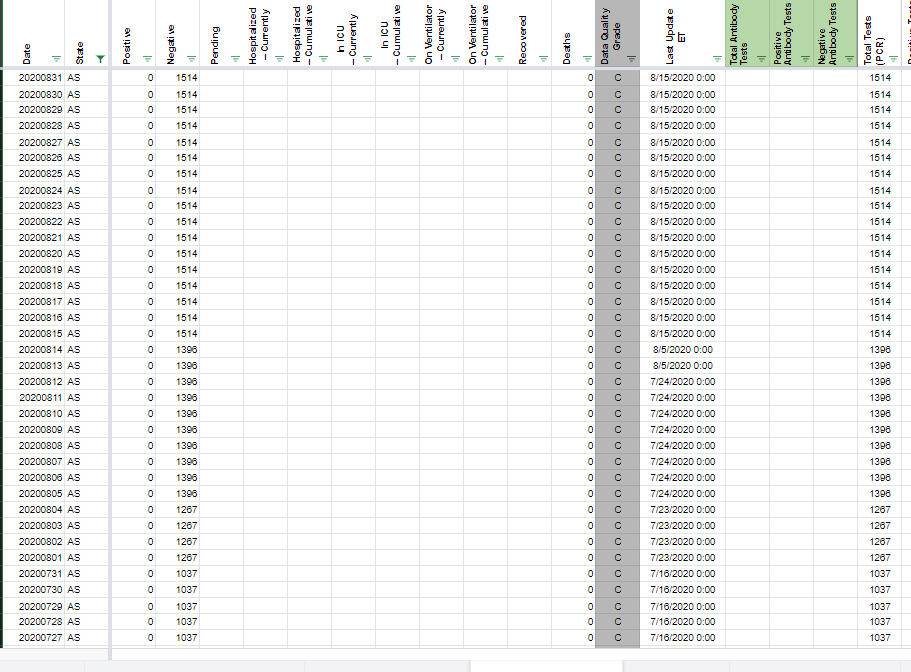 Date State Positive Negative Pending Hospitalized – Currently Hospitalized – Cumulative In ICU – Currently In ICU – Cumulative On Ventilator – Currently On Ventilator – Cumulative Recovered Deaths Data Quality Grade Last Update ET Total Antibody Tests Positive Antibody Tests Negative Antibody Tests Total Tests (PCR)
20200831 AS 0 1514 0 C 8/15/2020 0:00 1514
20200830 AS 0 1514 0 C 8/15/2020 0:00 1514
20200829 AS 0 1514 0 C 8/15/2020 0:00 1514
20200828 AS 0 1514 0 C 8/15/2020 0:00 1514
20200827 AS 0 1514 0 C 8/15/2020 0:00 1514
20200826 AS 0 1514 0 C 8/15/2020 0:00 1514
20200825 AS 0 1514 0 C 8/15/2020 0:00 1514
20200824 AS 0 1514 0 C 8/15/2020 0:00 1514
20200823 AS 0 1514 0 C 8/15/2020 0:00 1514
20200822 AS 0 1514 0 C 8/15/2020 0:00 1514
20200821 AS 0 1514 0 C 8/15/2020 0:00 1514
20200820 AS 0 1514 0 C 8/15/2020 0:00 1514
20200819 AS 0 1514 0 C 8/15/2020 0:00 1514
20200818 AS 0 1514 0 C 8/15/2020 0:00 1514
20200817 AS 0 1514 0 C 8/15/2020 0:00 1514
20200816 AS 0 1514 0 C 8/15/2020 0:00 1514
20200815 AS 0 1514 0 C 8/15/2020 0:00 1514
20200814 AS 0 1396 0 C 8/5/2020 0:00 1396
20200813 AS 0 1396 0 C 8/5/2020 0:00 1396
20200812 AS 0 1396 0 C 7/24/2020 0:00 1396
20200811 AS 0 1396 0 C 7/24/2020 0:00 1396
20200810 AS 0 1396 0 C 7/24/2020 0:00 1396
20200809 AS 0 1396 0 C 7/24/2020 0:00 1396
20200808 AS 0 1396 0 C 7/24/2020 0:00 1396
20200807 AS 0 1396 0 C 7/24/2020 0:00 1396
20200806 AS 0 1396 0 C 7/24/2020 0:00 1396
20200805 AS 0 1396 0 C 7/24/2020 0:00 1396
20200804 AS 0 1267 0 C 7/23/2020 0:00 1267
20200803 AS 0 1267 0 C 7/23/2020 0:00 1267
20200802 AS 0 1267 0 C 7/23/2020 0:00 1267
20200801 AS 0 1267 0 C 7/23/2020 0:00 1267
20200731 AS 0 1037 0 C 7/16/2020 0:00 1037
20200730 AS 0 1037 0 C 7/16/2020 0:00 1037
20200729 AS 0 1037 0 C 7/16/2020 0:00 1037
20200728 AS 0 1037 0 C 7/16/2020 0:00 1037
20200727 AS 0 1037 0 C 7/16/2020 0:00 1037